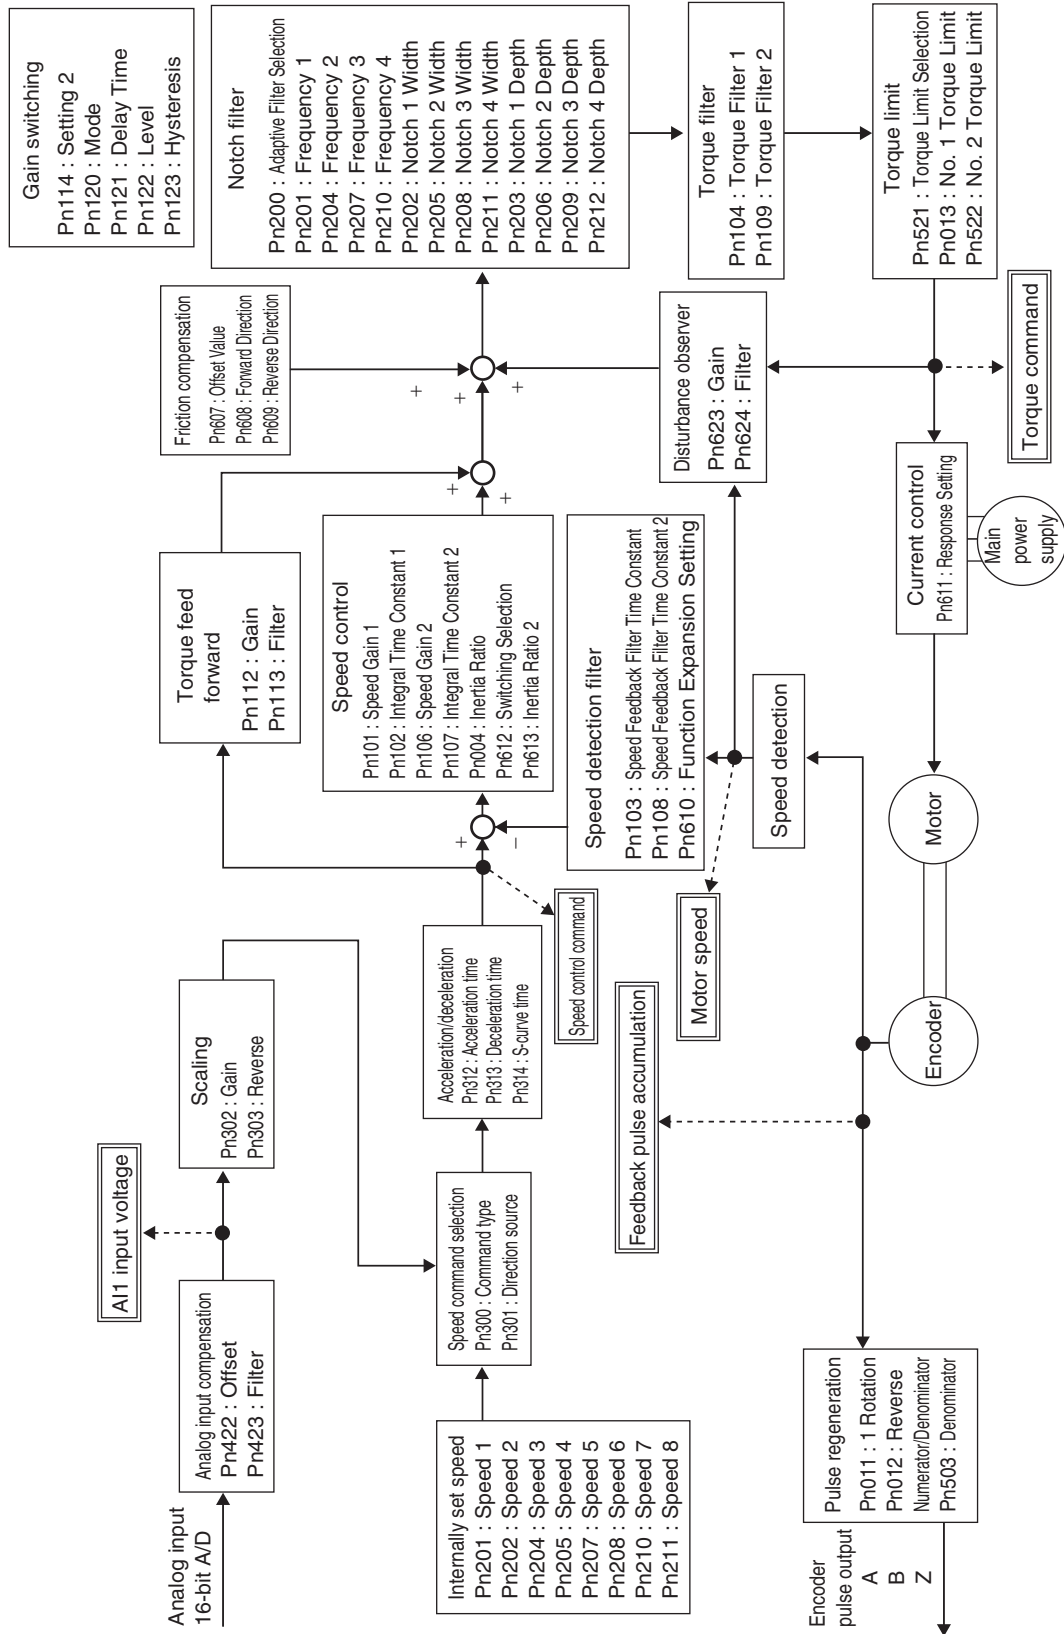 Analog input
16-bit A/D
Analog input compensation
Pn422 : Offset
Pn423 : Filter
AI1 input voltage
Scaling
Pn302 : Gain
Pn303 : Reverse
Torque feed
forward
Pn112 : Gain
Pn113 : Filter
Friction compensation
Pn607 : Offset Value
Pn608 : Forward Direction
Pn609 : Reverse Direction
Gain switching
Pn114 : Setting 2
Pn120 : Mode
Pn121 : Delay Time
Pn122 : Level
Pn123 : Hysteresis
Internally set speed
Pn201 : Speed 1
Pn202 : Speed 2
Pn204 : Speed 3
Pn205 : Speed 4
Pn207 : Speed 5
Pn208 : Speed 6
Pn210 : Speed 7
Pn211 : Speed 8
Speed command selection
Pn300 : Command type
Pn301 : Direction source
Acceleration/deceleration
Pn312 : Acceleration time
Pn313 : Deceleration time
Pn314 : S-curve time
Speed control command
+
−
Speed control
Pn101 : Speed Gain 1
Pn102 : Integral Time Constant 1
Pn106 : Speed Gain 2
Pn107 : Integral Time Constant 2
Pn004 : Inertia Ratio
Pn612 : Switching Selection
Pn613 : Inertia Ratio 2
+
+
+
+
+
Notch filter
Pn200 : Adaptive Filter Selection
Pn201 : Frequency 1
Pn204 : Frequency 2
Pn207 : Frequency 3
Pn210 : Frequency 4
Pn202 : Notch 1 Width
Pn205 : Notch 2 Width
Pn208 : Notch 3 Width
Pn211 : Notch 4 Width
Pn203 : Notch 1 Depth
Pn206 : Notch 2 Depth
Pn209 : Notch 3 Depth
Pn212 : Notch 4 Depth
Speed detection filter
Pn103 : Speed Feedback Filter Time Constant
Pn108 : Speed Feedback Filter Time Constant 2
Pn610 : Function Expansion Setting
Disturbance observer
Pn623 : Gain
Pn624 : Filter
Torque filter
Pn104 : Torque Filter 1
Pn109 : Torque Filter 2
Feedback pulse accumulation
Motor speed
Speed detection
Torque limit
Pn521 : Torque Limit Selection
Pn013 : No. 1 Torque Limit
Pn522 : No. 2 Torque Limit
Encoder
pulse output
A
B
Z
Pulse regeneration
Pn011 : 1 Rotation
Pn012 : Reverse
Numerator/Denominator
Pn503 : Denominator
Encoder
Motor
Current control
Pn611 : Response Setting
Main
power
supply
Torque command